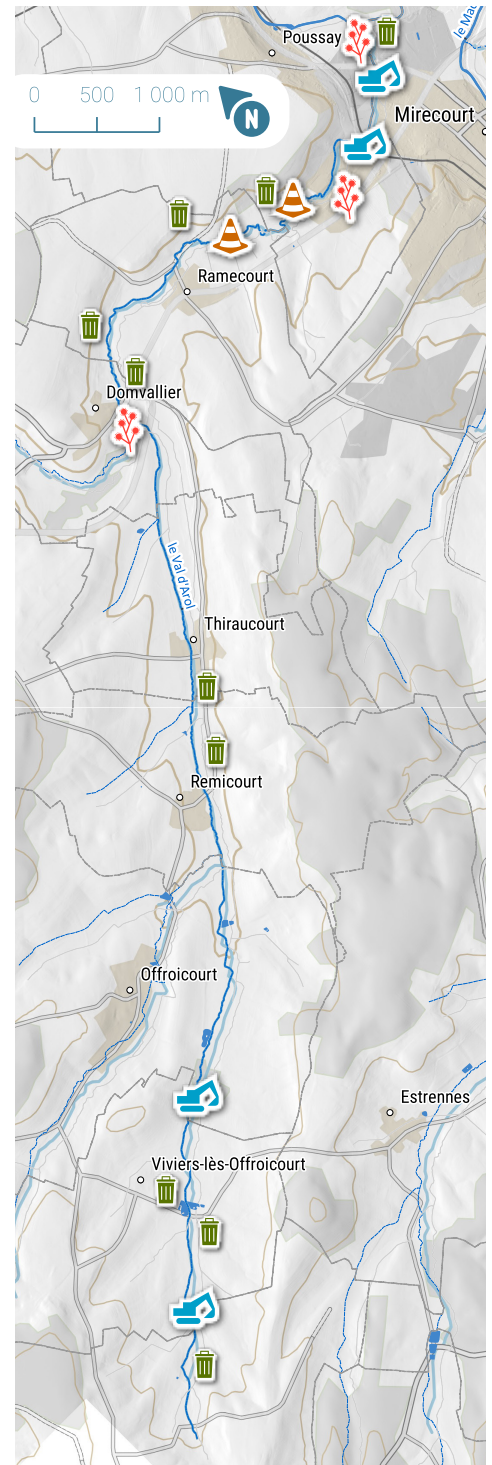 Poussay
le Mad
0 500 1 000 m
N
Mirecourt
Ramecourt
Domvallier
le Val d'Arol
Thiraucourt
Remicourt
Offroicourt
Estrennes
Viviers-lès-Offroicourt